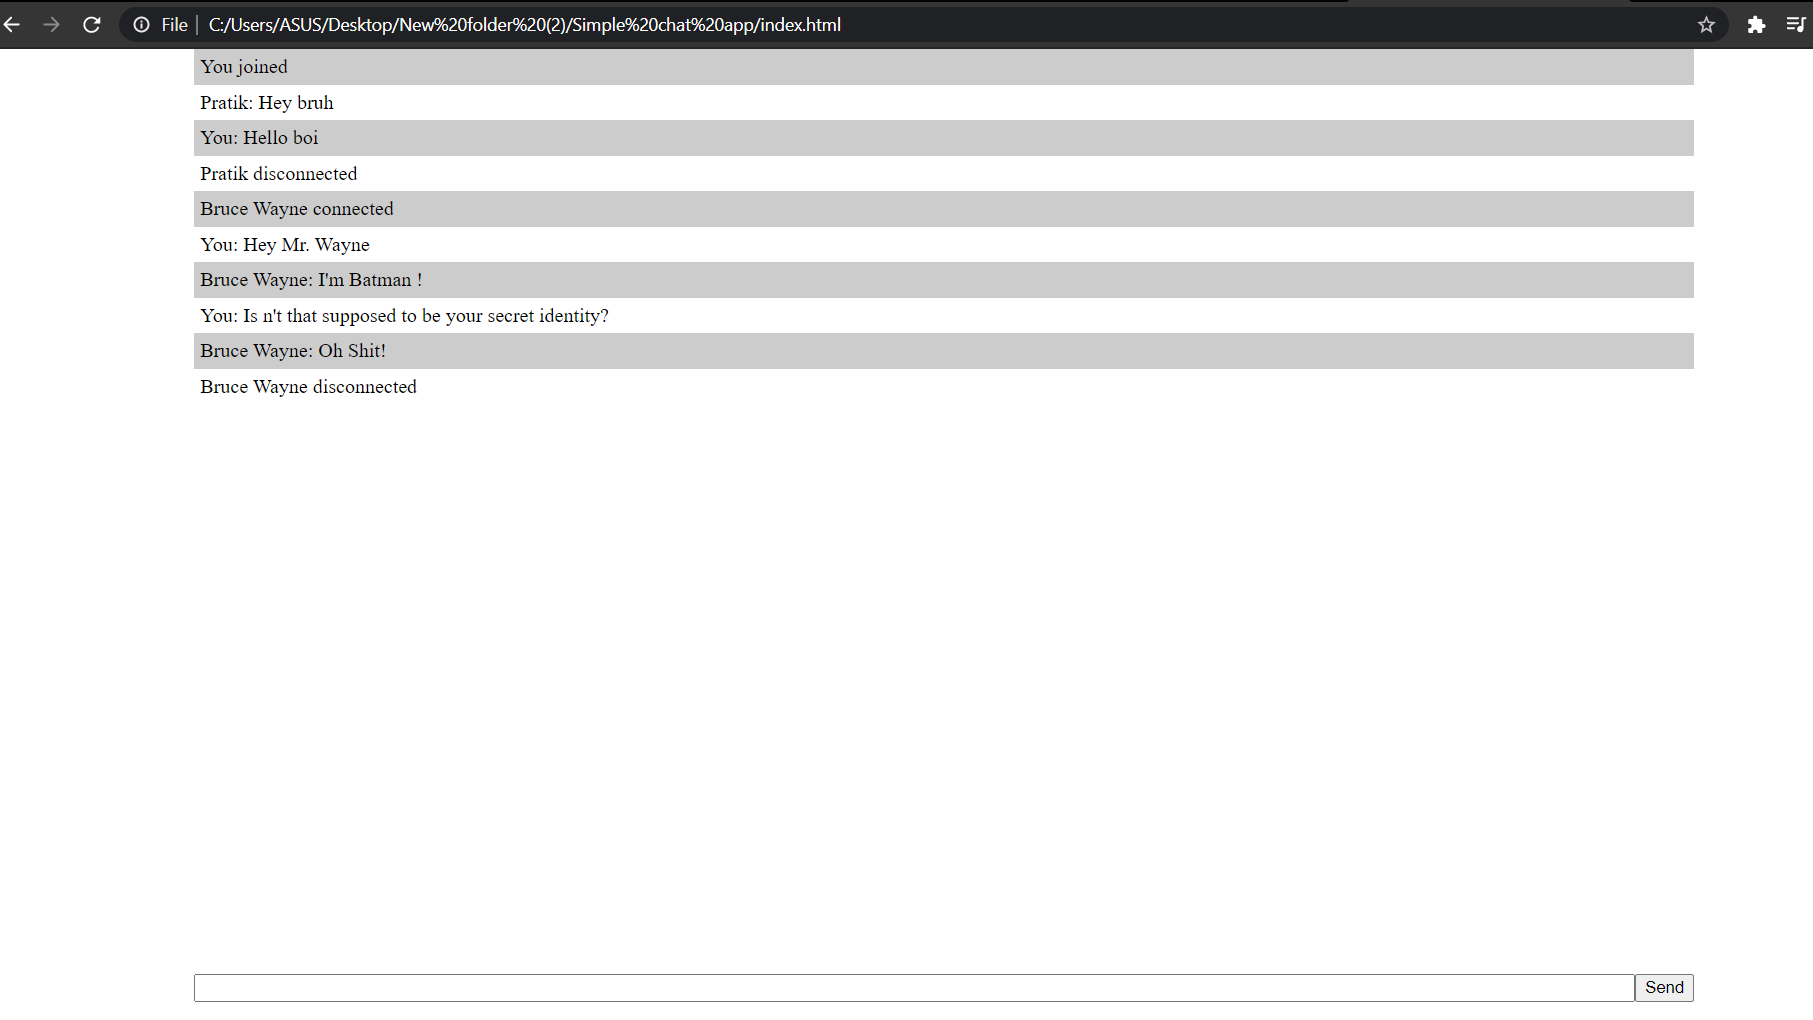 File C:/Users/ASUS/Desktop/New%20folder%20(2)/Simple%20chat%20app/index.html
You joined
Pratik: Hey bruh
You: Hello boi
Pratik disconnected
Bruce Wayne connected
You: Hey Mr. Wayne
Bruce Wayne: I'm Batman !
You: Is n't that supposed to be your secret identity?
Bruce Wayne: Oh Shit!
Bruce Wayne disconnected
Send